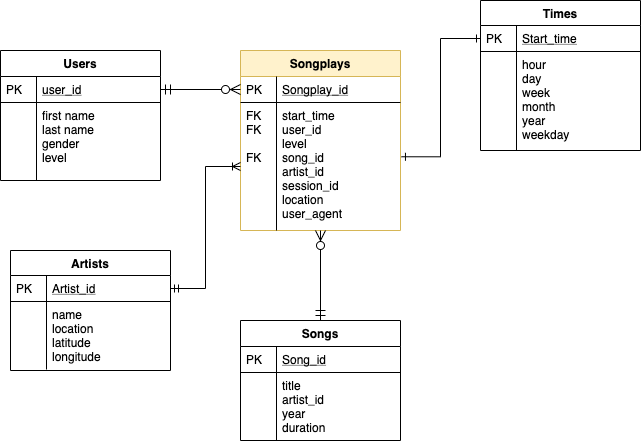 Users
PK user_id
first name
last name
gender
level
Songplays
PK Songplay_id
FK start_time
FK user_id
level
FK song_id
artist_id
session_id
location
user_agent
Times
PK Start_time
hour
day
week
month
year
weekday
Artists
PK Artist_id
name
location
latitude
longitude
Songs
PK Song_id
title
artist_id
year
duration